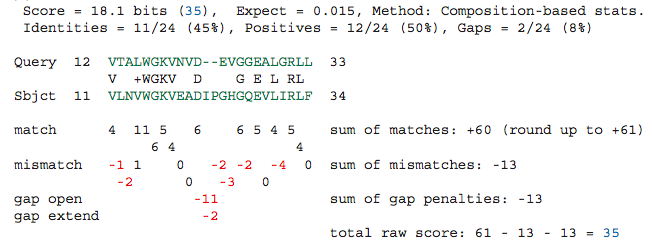 Score = 18.1 bits (35), Expect = 0.015, Method: Composition-based stats.
Identities = 11/24 (45%), Positives = 12/24 (50%), Gaps = 2/24 (8%)
Query 12 VTALWGKVNVD--EVGGEALGRLL 33
V +WGKV D G E L RL
Sbjct 11 VLNVWGKVEADIPGHGQEVLIRLF 34
match 4 11 5 6 6 5 4 5 sum of matches: +60 (round up to +61)
6 4 4
mismatch -1 1 0 -2 -2 -4 0 sum of mismatches: -13
-2 0 -3 0
gap open -11 sum of gap penalties: -13
gap extend -2
total raw score: 61 - 13 - 13 = 35